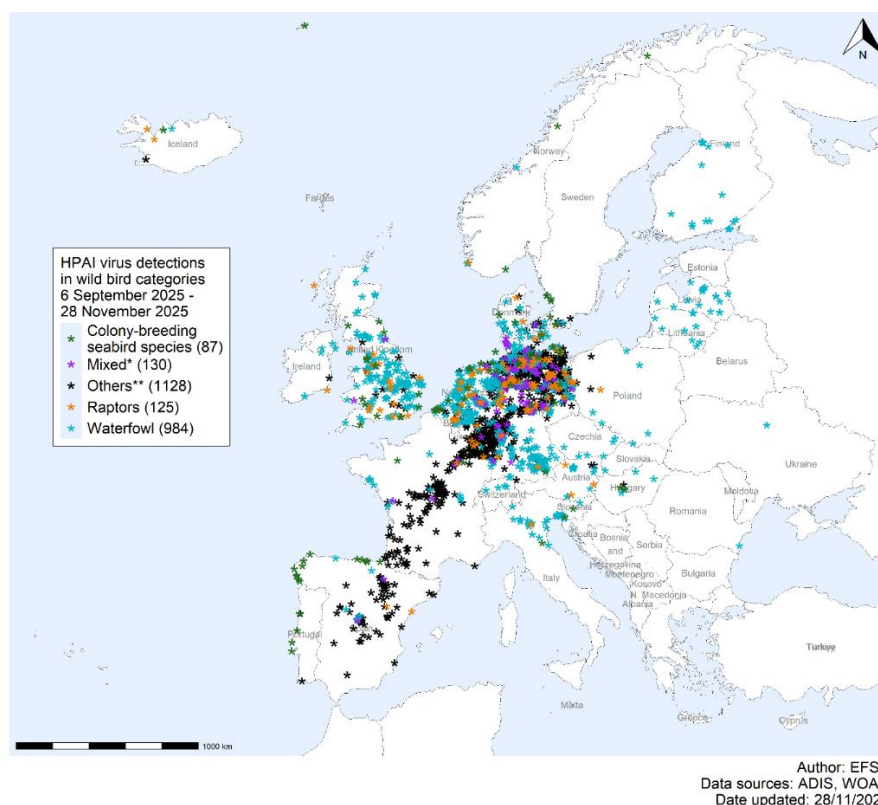 N
Iceland
Finland
Norway
Sweden
Faroes
HPAI virus detections
in wild bird categories
6 September 2025 -
28 November 2025
Colony-breeding
seabird species (87)
Mixed* (130)
Others** (1128)
Raptors (125)
Waterfowl (984)
Estonia
Latvia
Lithuania
Denmark
United Kingdom
Ireland
Belarus
Poland
Czechia
Slovakia
Ukraine
Austria
Hungary
Moldova
Switzerland
Slovenia
Romania
Croatia
Bosnia
and
Herzegovina
Serbia
Montenegro
Kosovo
Bulgaria
Italy
N. Macedonia
Albania
Portugal
Türkiye
Malta
Greece
Cyprus
1000 km
Author: EFS
Data sources: ADIS, WOA
Date updated: 28/11/202